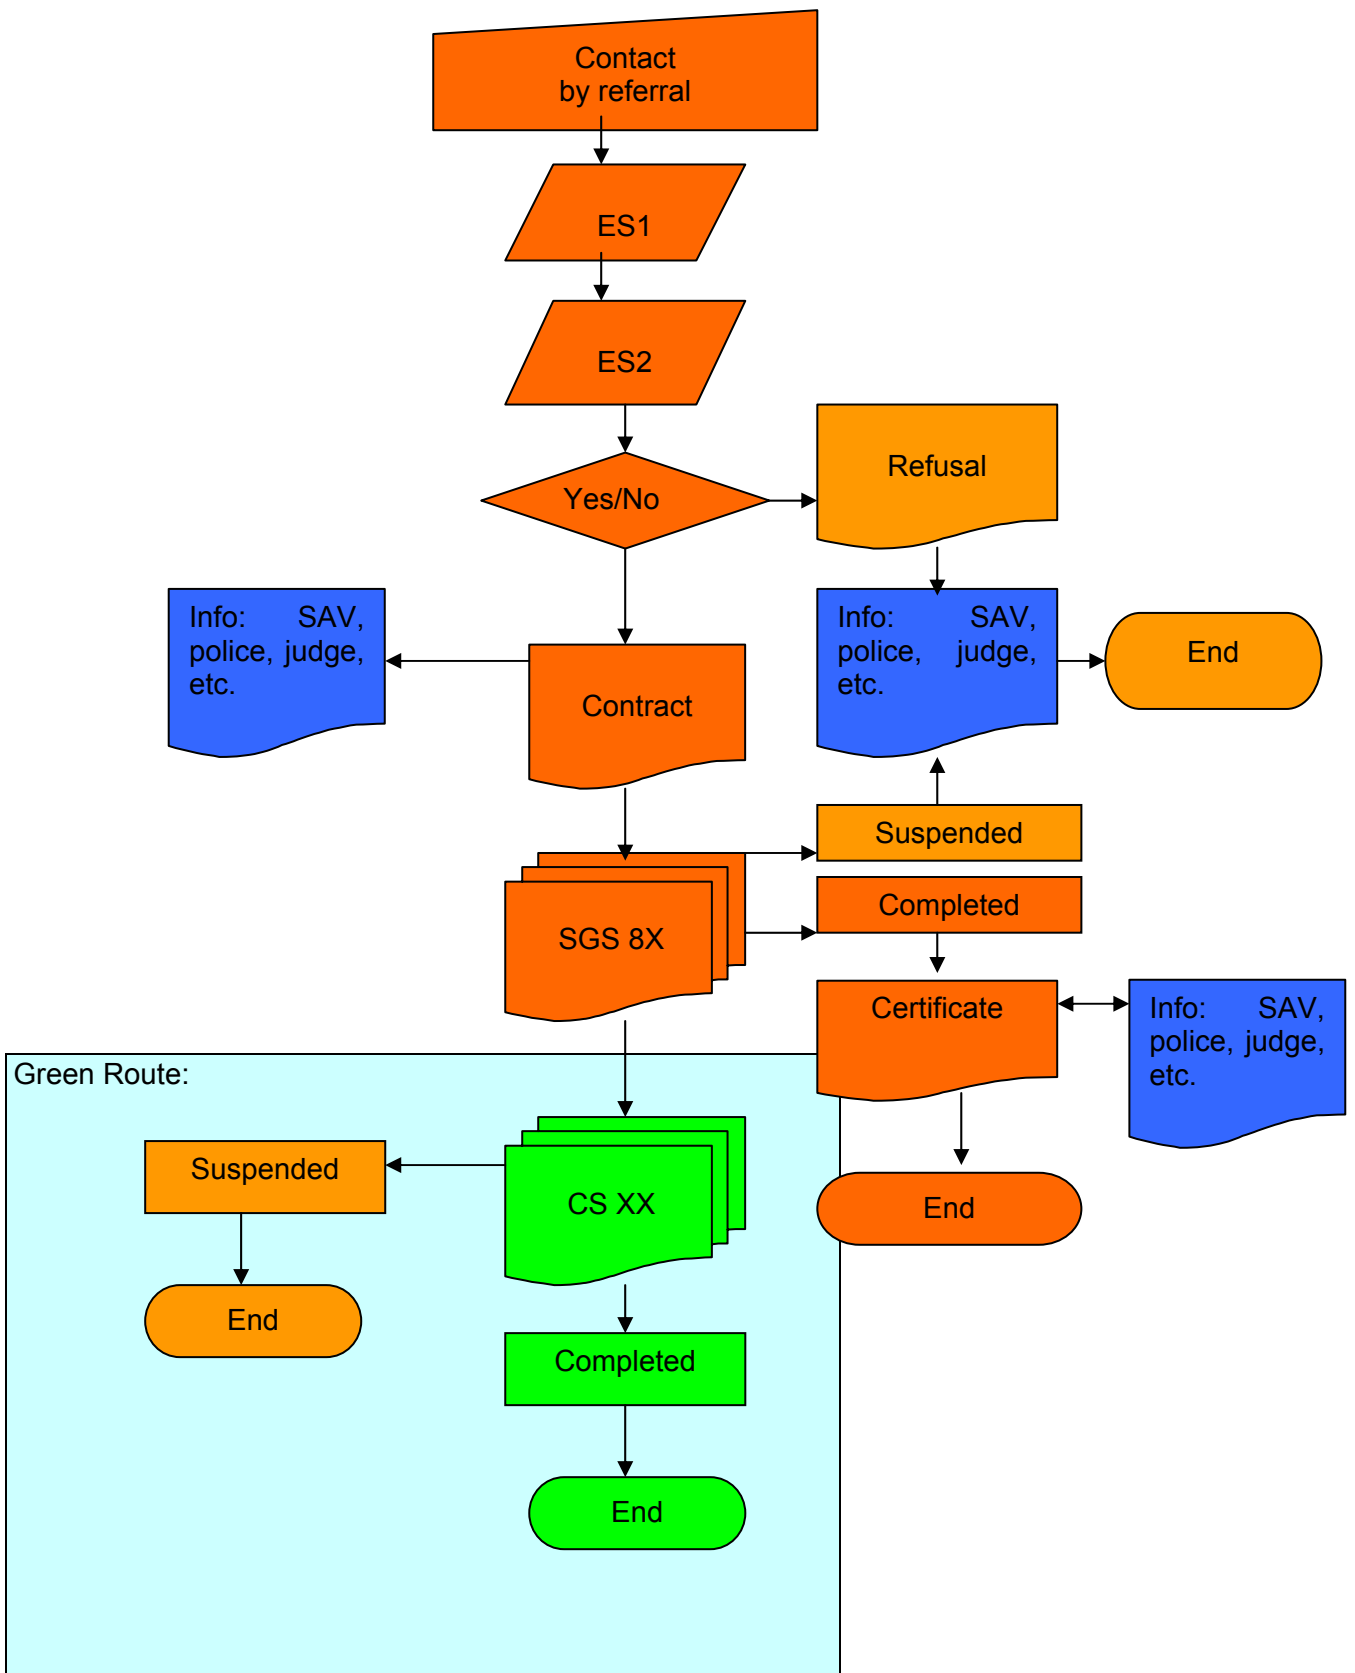 Contact
by referral
ES1
ES2
Yes/No
Refusal
Info: SAV,
police, judge,
etc.
Contract
Info: SAV,
police, judge,
etc.
End
Suspended
Completed
SGS 8X
Certificate
Info: SAV,
police, judge,
etc.
End
Green Route:
Suspended
CS XX
End
Completed
End